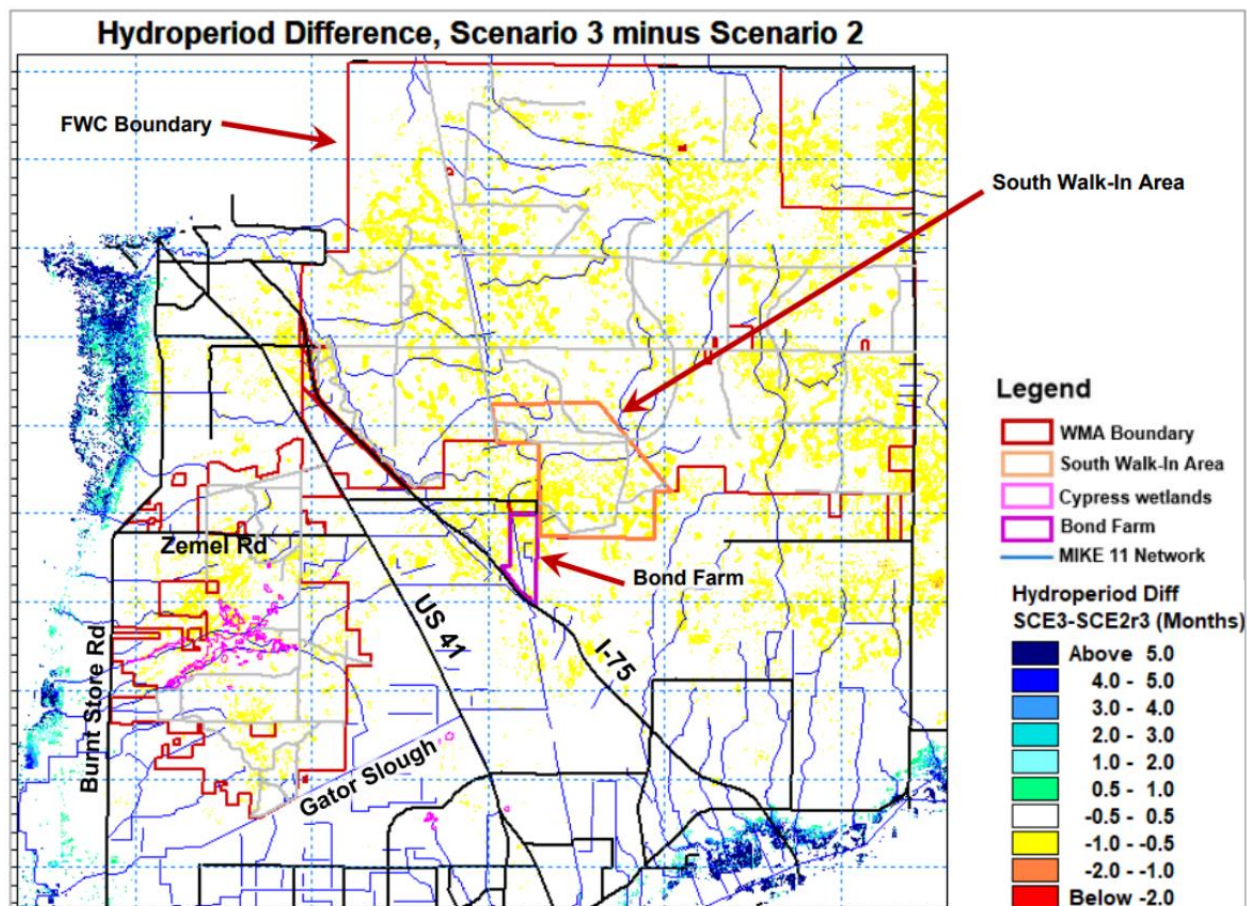 Hydroperiod Difference, Scenario 3 minus Scenario 2
FWC Boundary
South Walk-In Area
Zemel Rd
Bond Farm
US 41
I-75
Burnt Store Rd
Gator Slough
Legend
WMA Boundary
South Walk-In Area
Cypress wetlands
Bond Farm
MIKE 11 Network
Hydroperiod Diff
SCE3-SCE2r3 (Months)
Above 5.0
4.0 - 5.0
3.0 - 4.0
2.0 - 3.0
1.0 - 2.0
0.5 - 1.0
-0.5 - 0.5
-1.0 - -0.5
-2.0 - -1.0
Below -2.0